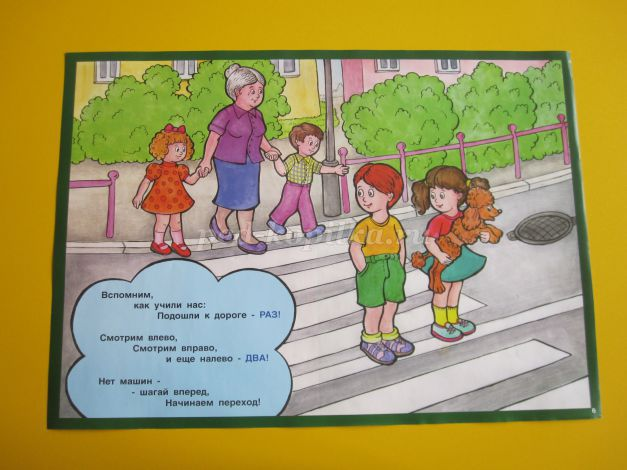 Вспомним,
как учили нас:
Подошли к дороге - РАЗ!
Смотрим влево,
Смотрим вправо,
и еще налево - ДВА!
Нет машин -
- шагай вперед,
Начинаем переход!
6